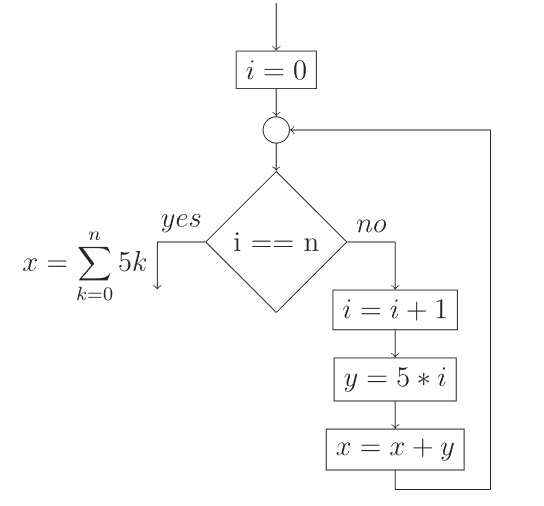 i = 0
yes
no
i == n
x = \sum_{k=0}^{n} 5k
i = i + 1
y = 5 * i
x = x + y